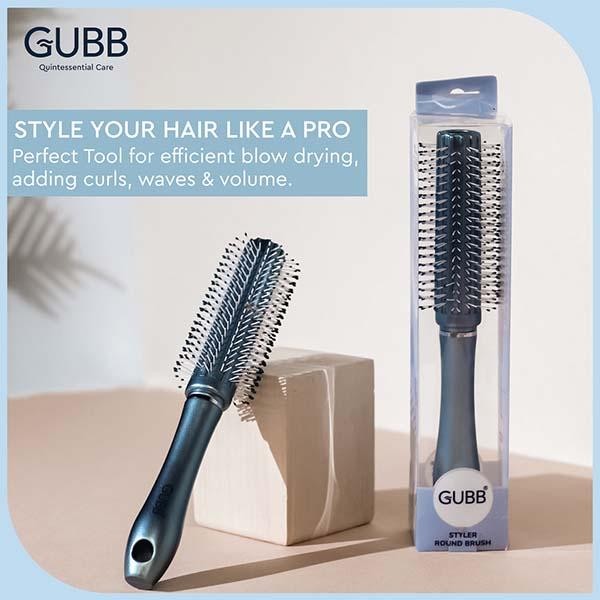 GUBB
Quintessential Care
STYLE YOUR HAIR LIKE A PRO
Perfect Tool for efficient blow drying,
adding curls, waves & volume.
GUBB
GUBB®
STYLER
ROUND BRUSH